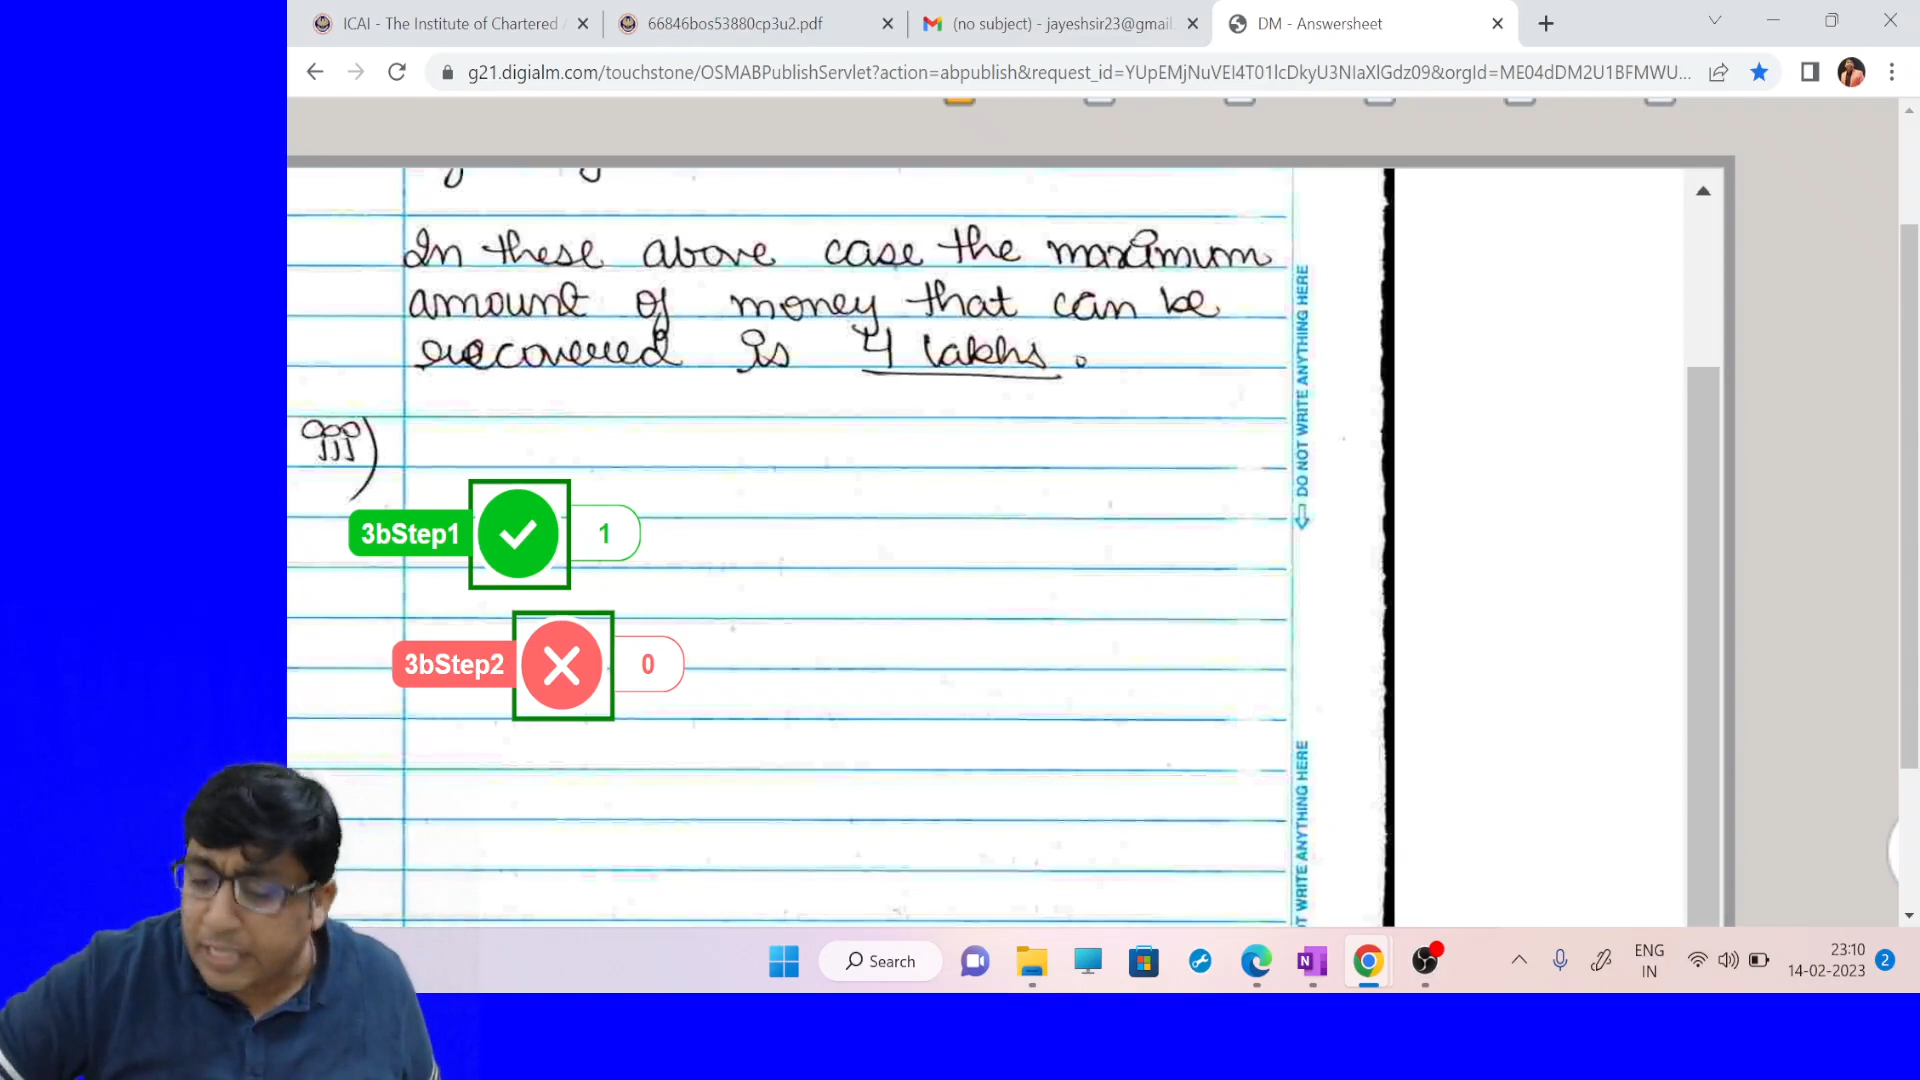 ICAI - The Institute of Chartered
66846bos53880cp3u2.pdf
(no subject) - jayeshsir23@gmail
DM - Answersheet
g21.digialm.com/touchstone/OSMABPublishServlet?action=abpublish&request_id=YUpEMjNuVEI4T01lcDkyU3NIaXlGdz09&orgId=ME04dDM2U1BFMWU...
In these above case the maximum
amount of money that can be
recovered is 4 lakhs.
iii)
3bStep1 1
3bStep2 0
DO NOT WRITE ANYTHING HERE
T WRITE ANYTHING HERE
Search
N
ENG
IN
23:10
14-02-2023
2